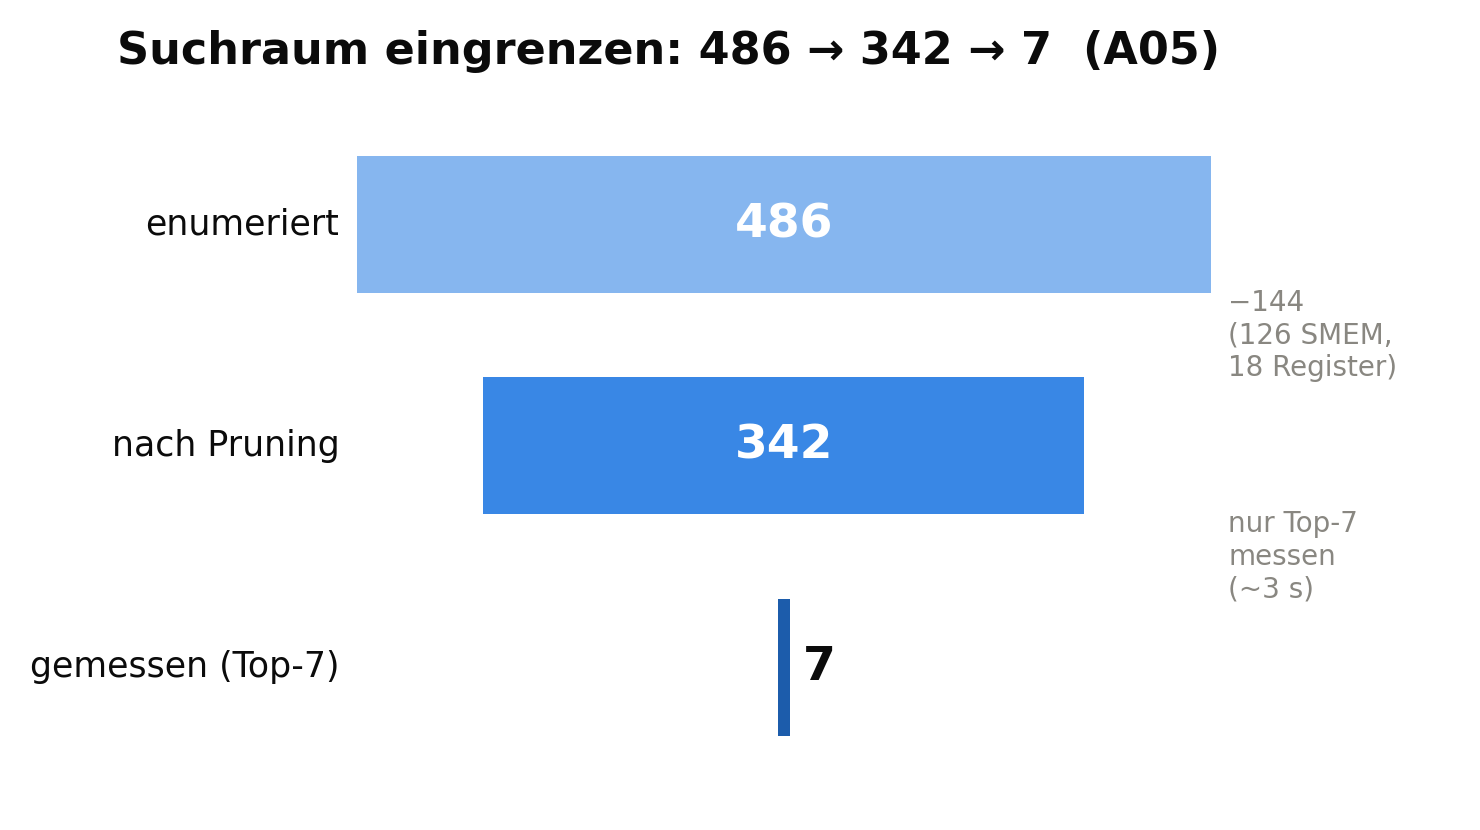 Suchraum eingrenzen: 486 → 342 → 7 (A05)
enumeriert
486
−144
(126 SMEM,
18 Register)
nach Pruning
342
nur Top-7
messen
(~3 s)
gemessen (Top-7)
7